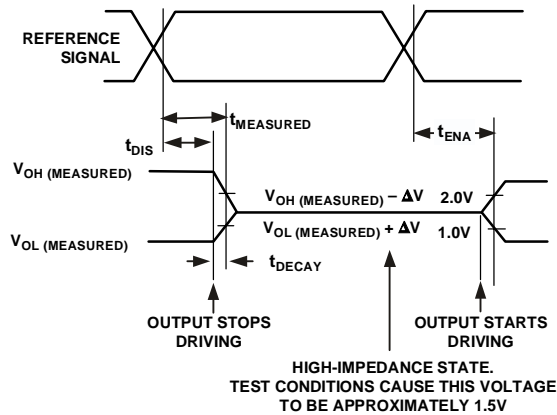 REFERENCE
SIGNAL
tMEASURED
tDIS
tENA
VOH (MEASURED)
VOH (MEASURED) – ΔV 2.0V
VOL (MEASURED) + ΔV 1.0V
VOL (MEASURED)
tDECAY
OUTPUT STOPS
DRIVING
OUTPUT STARTS
DRIVING
HIGH-IMPEDANCE STATE.
TEST CONDITIONS CAUSE THIS VOLTAGE
TO BE APPROXIMATELY 1.5V